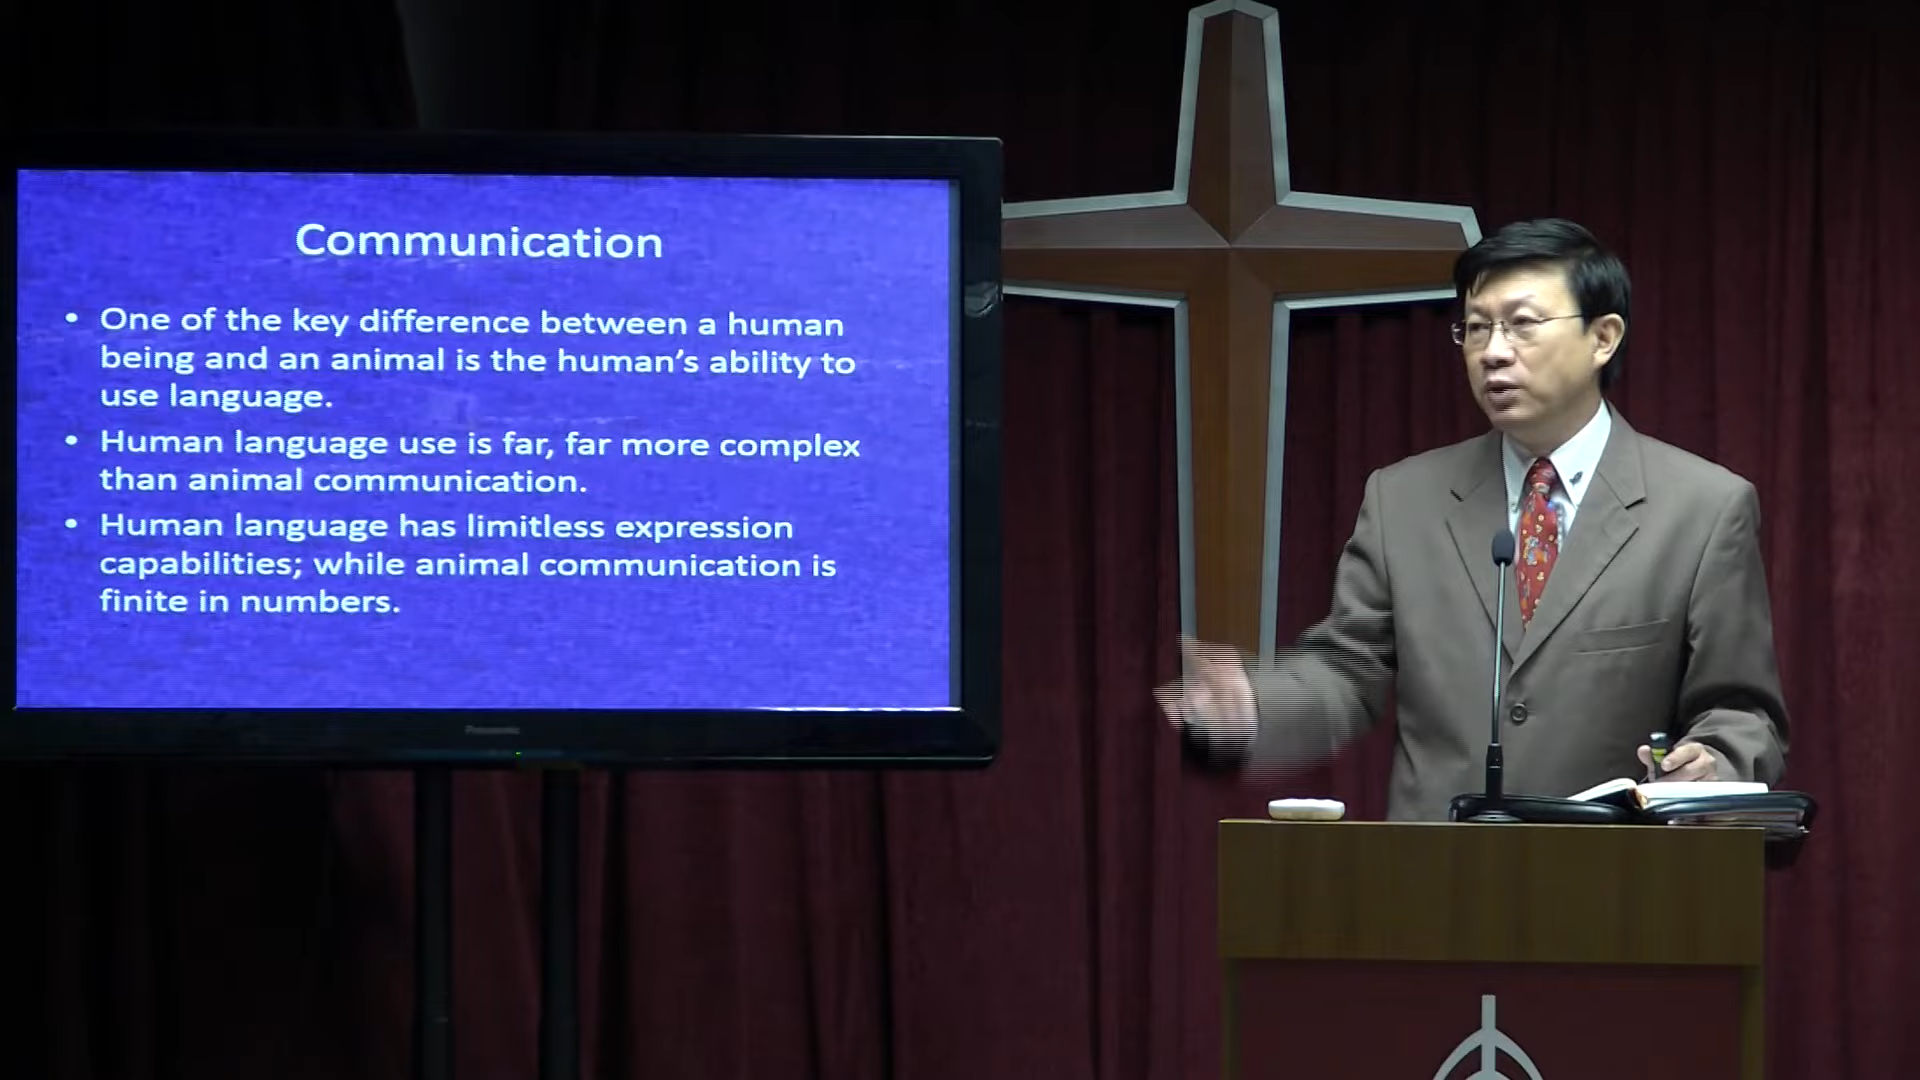 Communication
• One of the key difference between a human
being and an animal is the human's ability to
use language.
• Human language use is far, far more complex
than animal communication.
• Human language has limitless expression
capabilities; while animal communication is
finite in numbers.
Panasonic